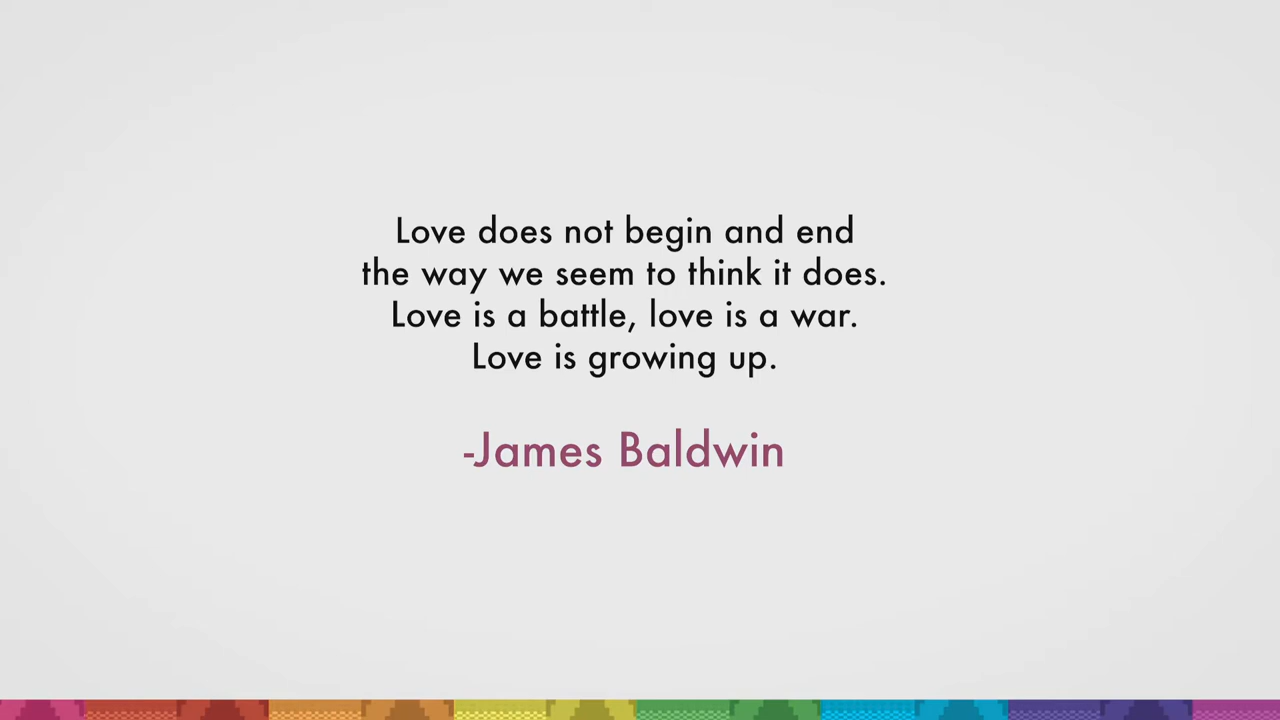 Love does not begin and end
the way we seem to think it does.
Love is a battle, love is a war.
Love is growing up.
-James Baldwin